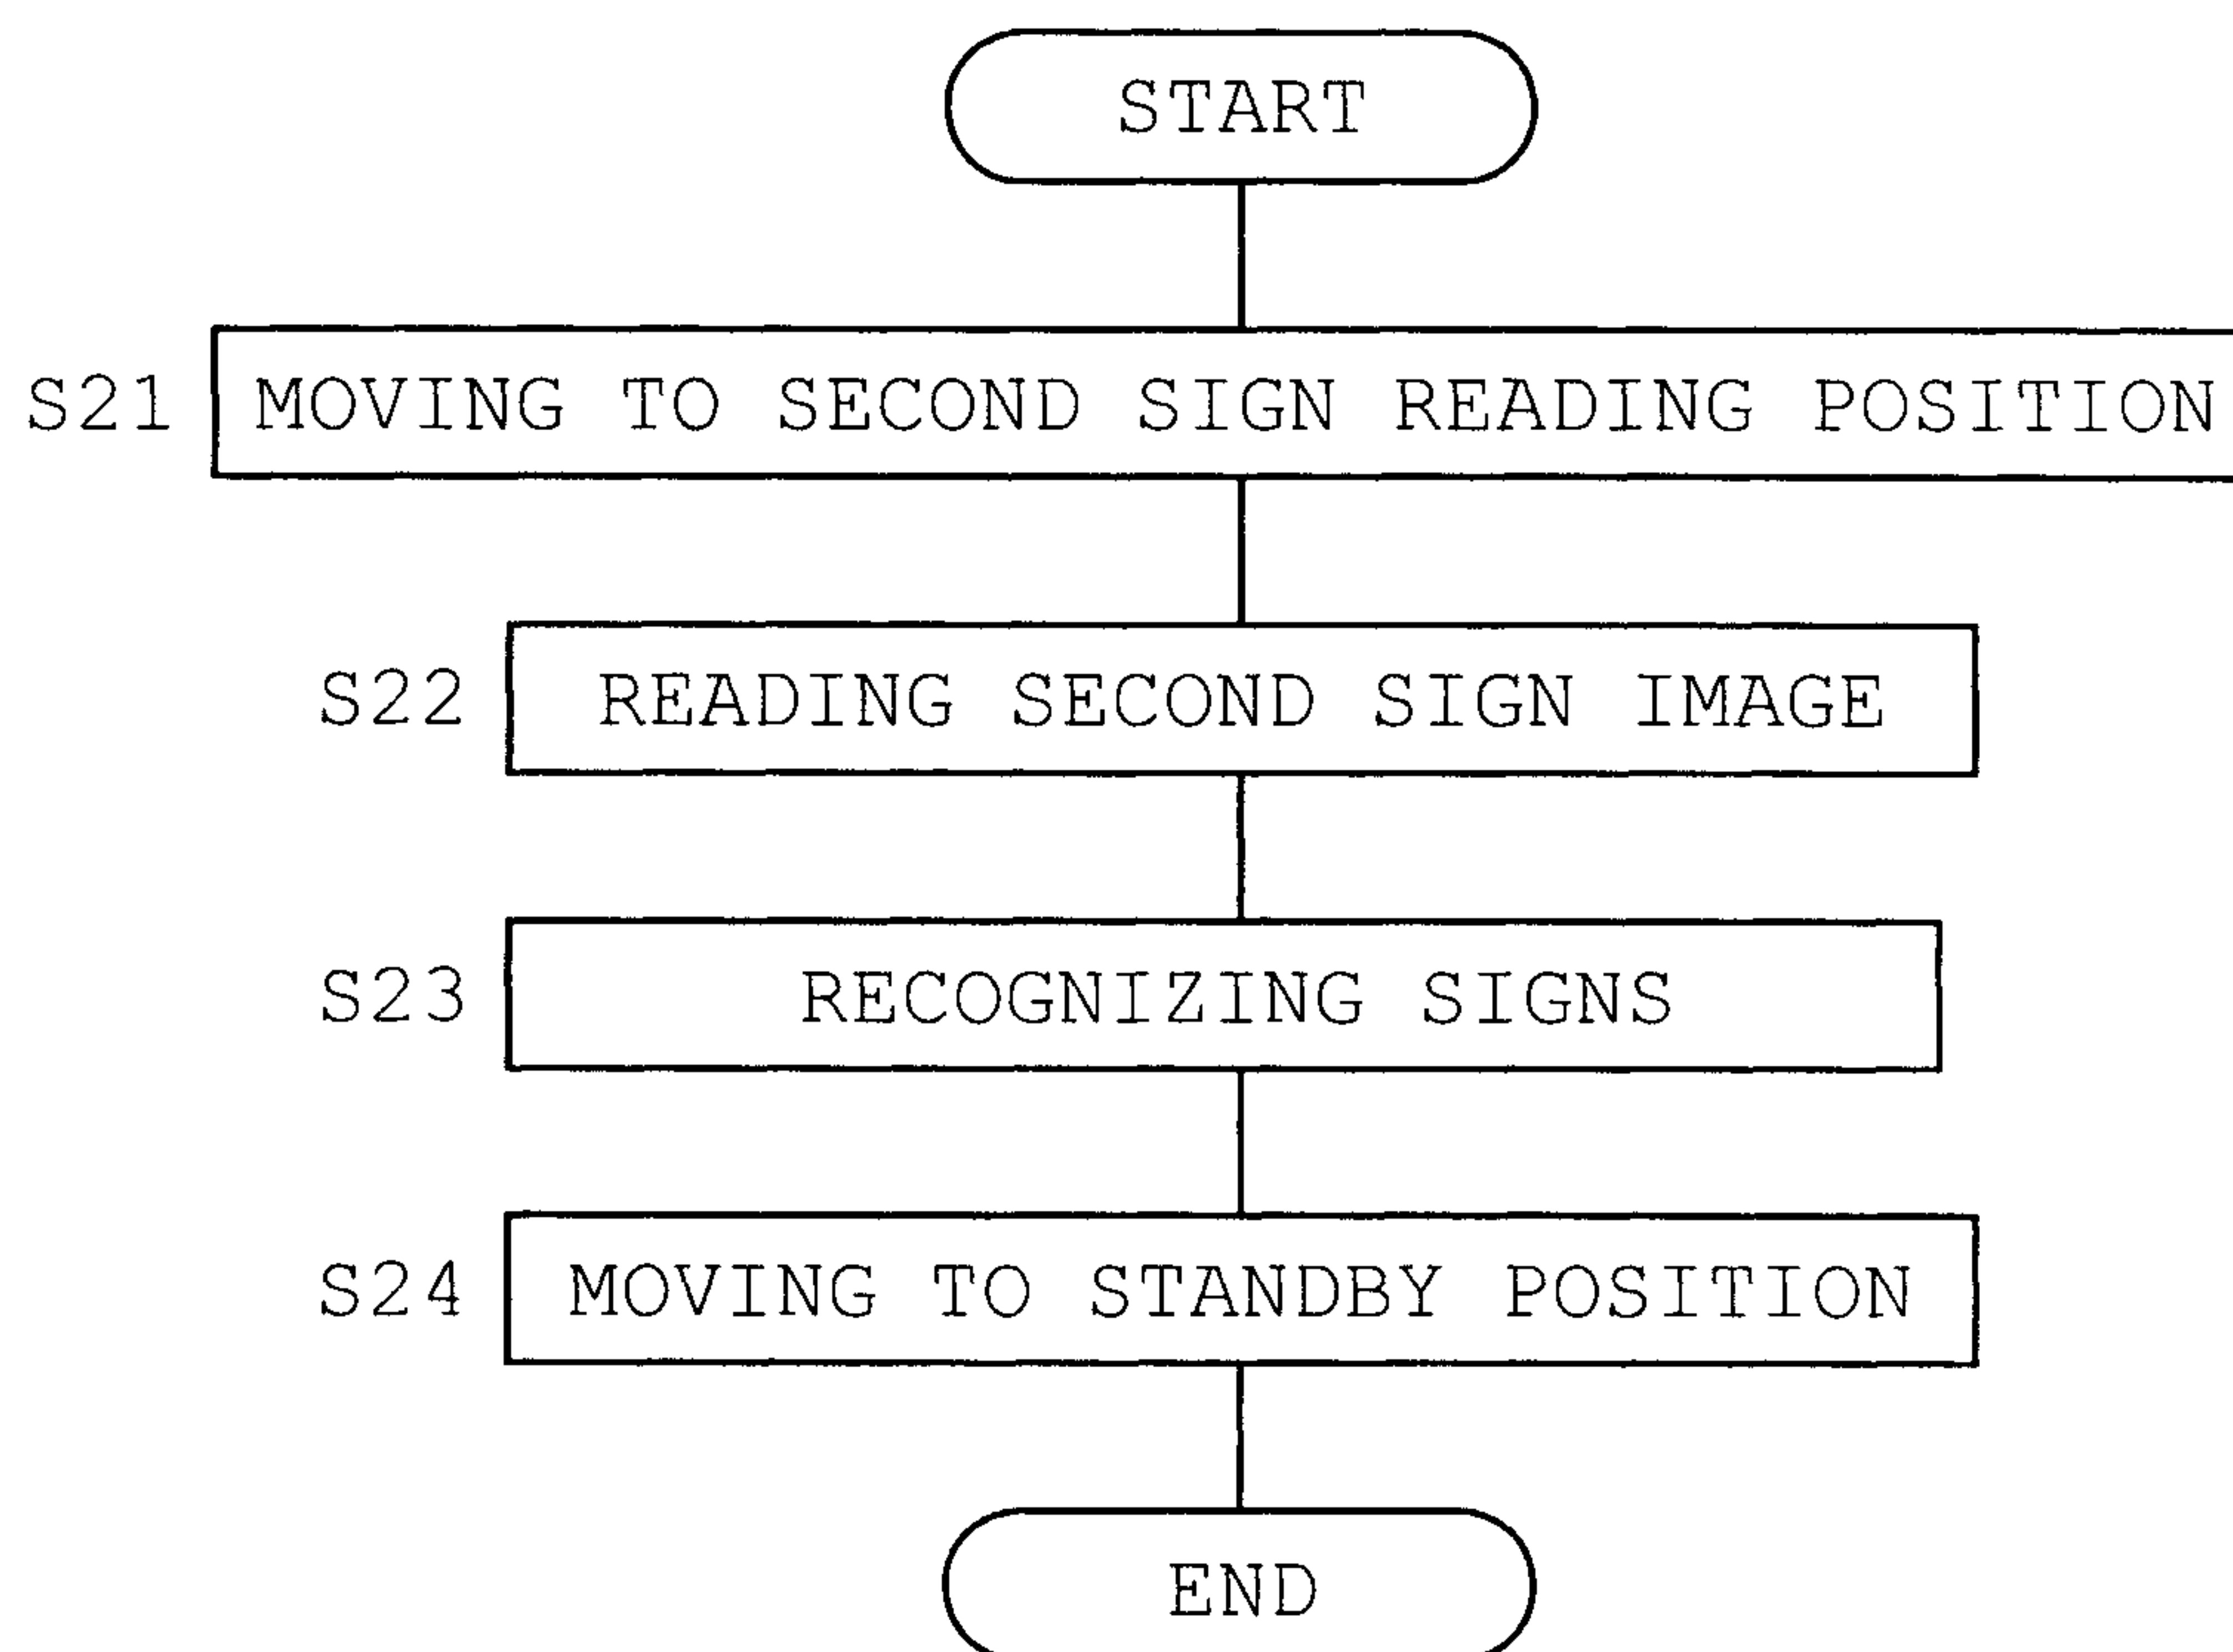 START
S21 MOVING TO SECOND SIGN READING POSITION
S22 READING SECOND SIGN IMAGE
S23 RECOGNIZING SIGNS
S24 MOVING TO STANDBY POSITION
END